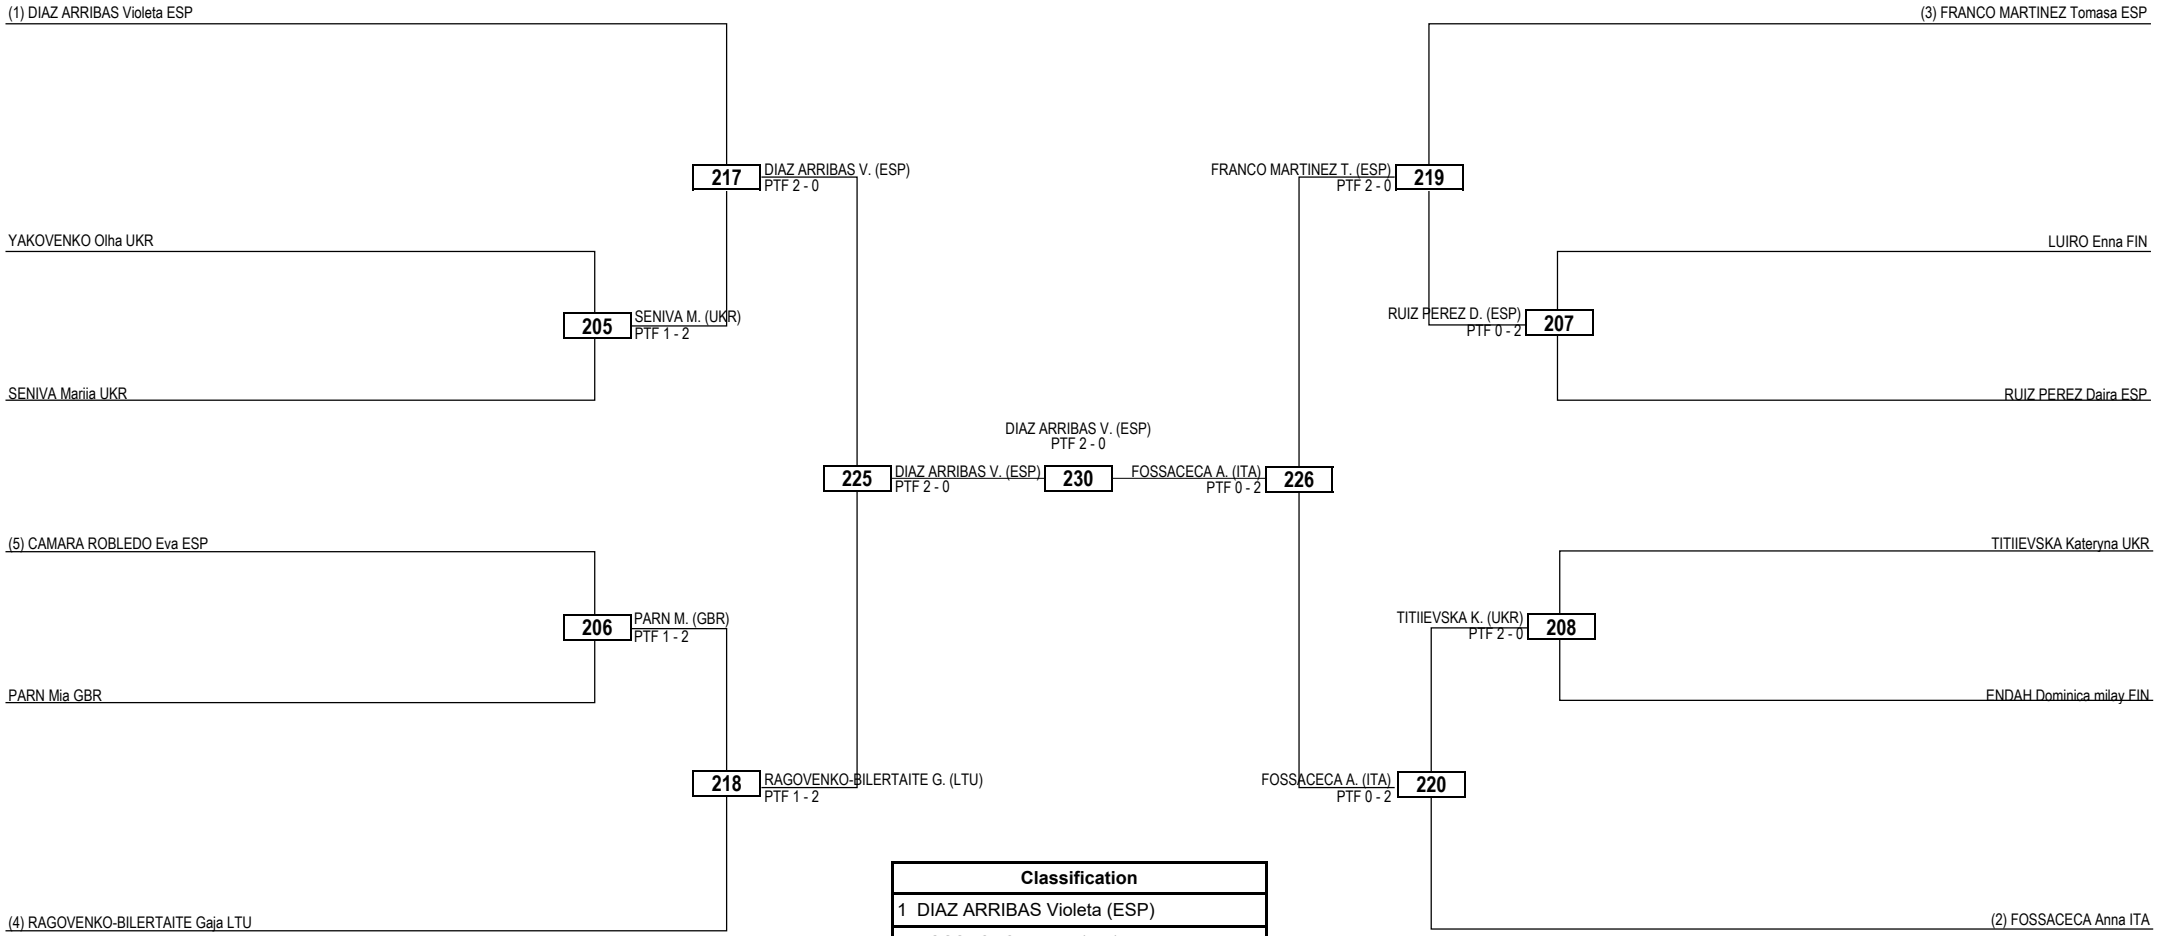 (1) DIAZ ARRIBAS Violeta ESP
(3) FRANCO MARTINEZ Tomasa ESP
217
DIAZ ARRIBAS V. (ESP)
PTF 2 - 0
FRANCO MARTINEZ T. (ESP)
PTF 2 - 0
219
YAKOVENKO Olha UKR
LUIRO Enna FIN
205
SENIVA M. (UKR)
PTF 1 - 2
RUIZ PEREZ D. (ESP)
PTF 0 - 2
207
SENIVA Mariia UKR
RUIZ PEREZ Daira ESP
DIAZ ARRIBAS V. (ESP)
PTF 2 - 0
225
DIAZ ARRIBAS V. (ESP)
PTF 2 - 0
230
FOSSACECA A. (ITA)
PTF 0 - 2
226
(5) CAMARA ROBLEDO Eva ESP
TITIIEVSKA Kateryna UKR
206
PARN M. (GBR)
PTF 1 - 2
TITIIEVSKA K. (UKR)
PTF 2 - 0
208
PARN Mia GBR
ENDAH Dominica milay FIN
218
RAGOVENKO-BILERTAITE G. (LTU)
PTF 1 - 2
FOSSACECA A. (ITA)
PTF 0 - 2
220
Classification
1 DIAZ ARRIBAS Violeta (ESP)
(4) RAGOVENKO-BILERTAITE Gaja LTU
(2) FOSSACECA Anna ITA